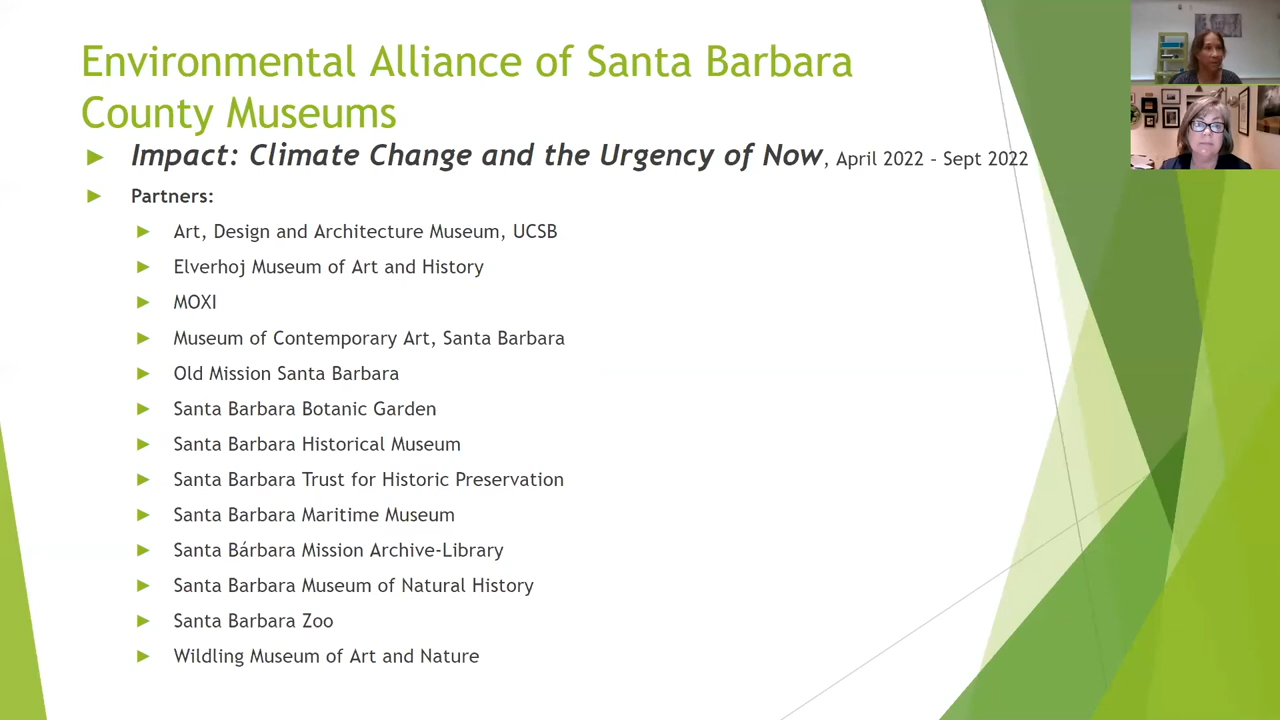 Environmental Alliance of Santa Barbara
County Museums
Impact: Climate Change and the Urgency of Now, April 2022 – Sept 2022
Partners:
Art, Design and Architecture Museum, UCSB
Elverhoj Museum of Art and History
MOXI
Museum of Contemporary Art, Santa Barbara
Old Mission Santa Barbara
Santa Barbara Botanic Garden
Santa Barbara Historical Museum
Santa Barbara Trust for Historic Preservation
Santa Barbara Maritime Museum
Santa Bárbara Mission Archive-Library
Santa Barbara Museum of Natural History
Santa Barbara Zoo
Wildling Museum of Art and Nature